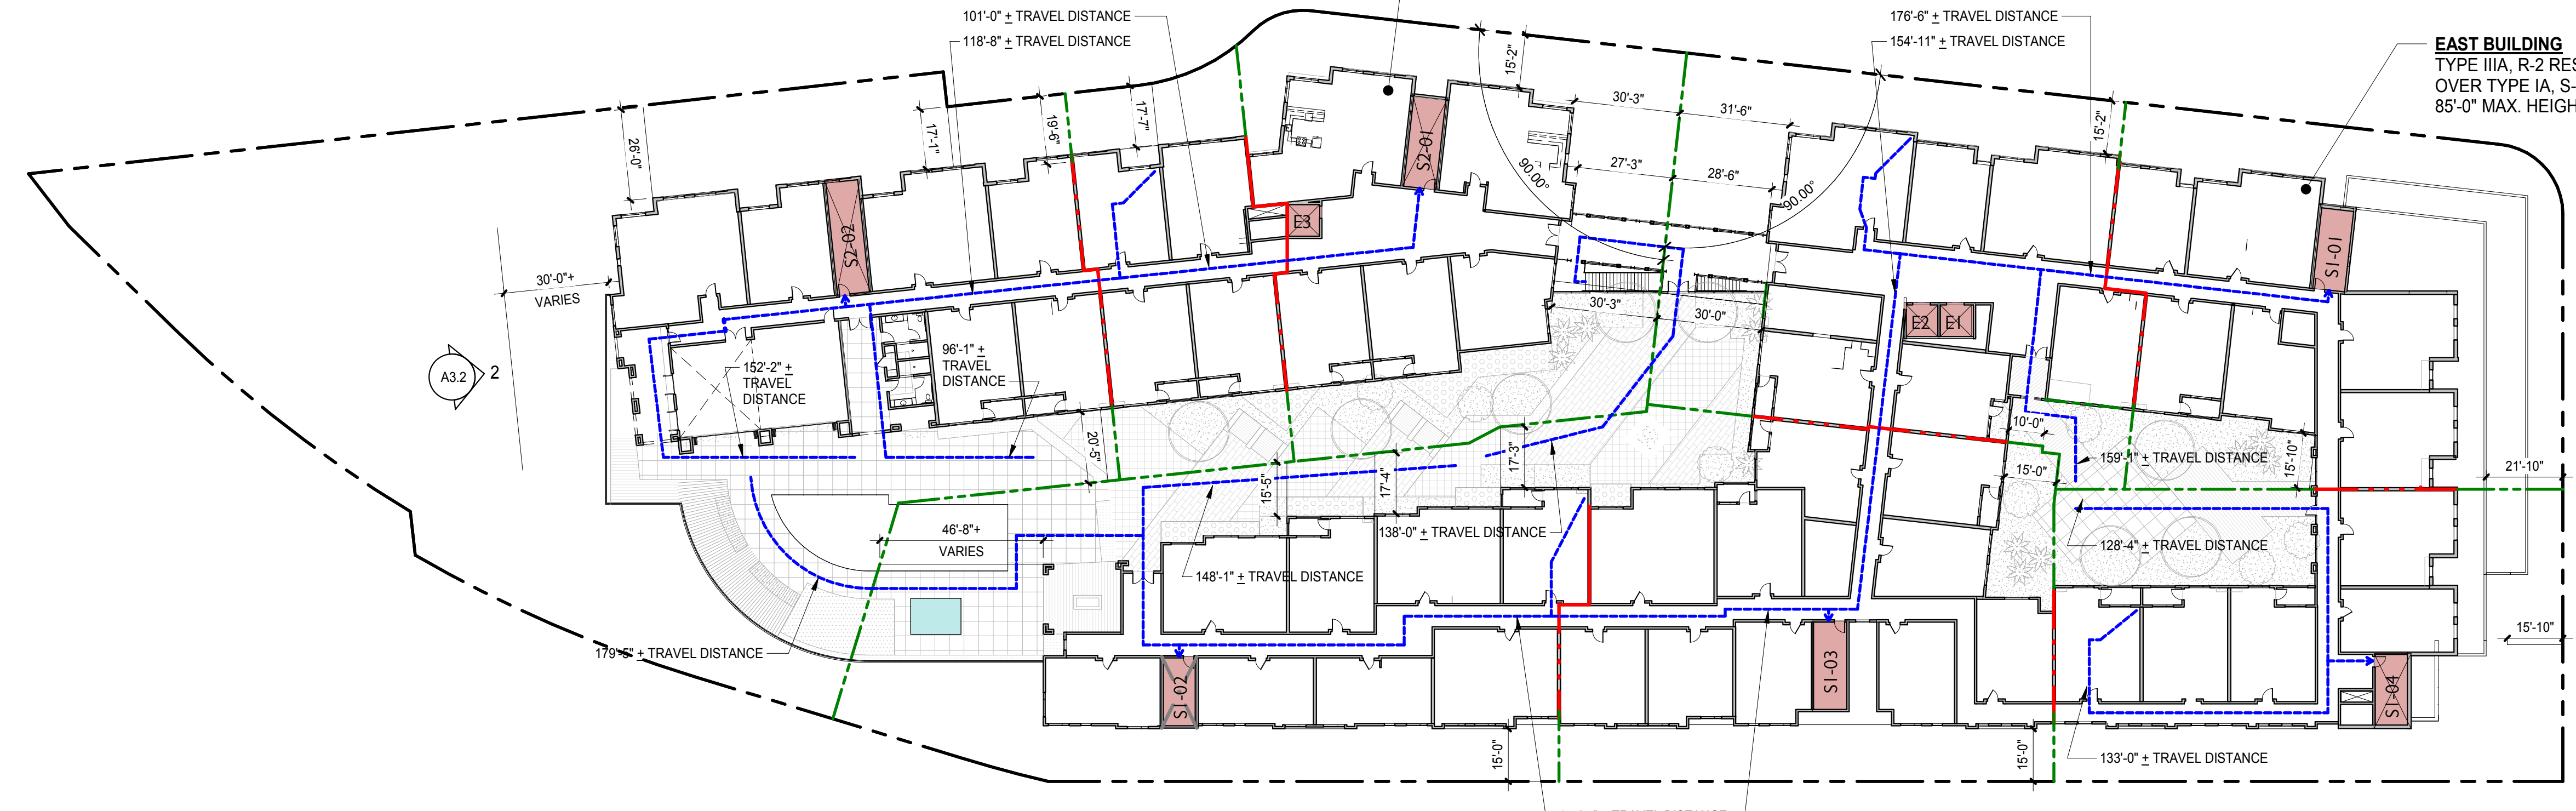 101'-0" ± TRAVEL DISTANCE
118'-8" ± TRAVEL DISTANCE
176'-6" ± TRAVEL DISTANCE
154'-11" ± TRAVEL DISTANCE
EAST BUILDING
TYPE IIIA, R-2 RES
OVER TYPE IA, S-
85'-0" MAX. HEIGH
26'-0"
17'-1"
19'-6"
17'-7"
15'-2"
30'-3"
31'-6"
27'-3"
28'-6"
90.00°
90.00°
15'-2"
S2-02
S2-01
E3
S1-01
30'-0"+
VARIES
30'-3"
30'-0"
E2
E1
A3.2
2
152'-2" ±
TRAVEL
DISTANCE
96'-1" ±
TRAVEL
DISTANCE
20'-5"
15'-5"
17'-4"
17'-3"
10'-0"
15'-0"
15'-10"
159'-1" ± TRAVEL DISTANCE
21'-10"
46'-8"+
VARIES
138'-0" ± TRAVEL DISTANCE
128'-4" ± TRAVEL DISTANCE
148'-1" ± TRAVEL DISTANCE
179'-5" ± TRAVEL DISTANCE
15'-10"
S1-02
S1-03
S1-04
15'-0"
15'-0"
133'-0" ± TRAVEL DISTANCE